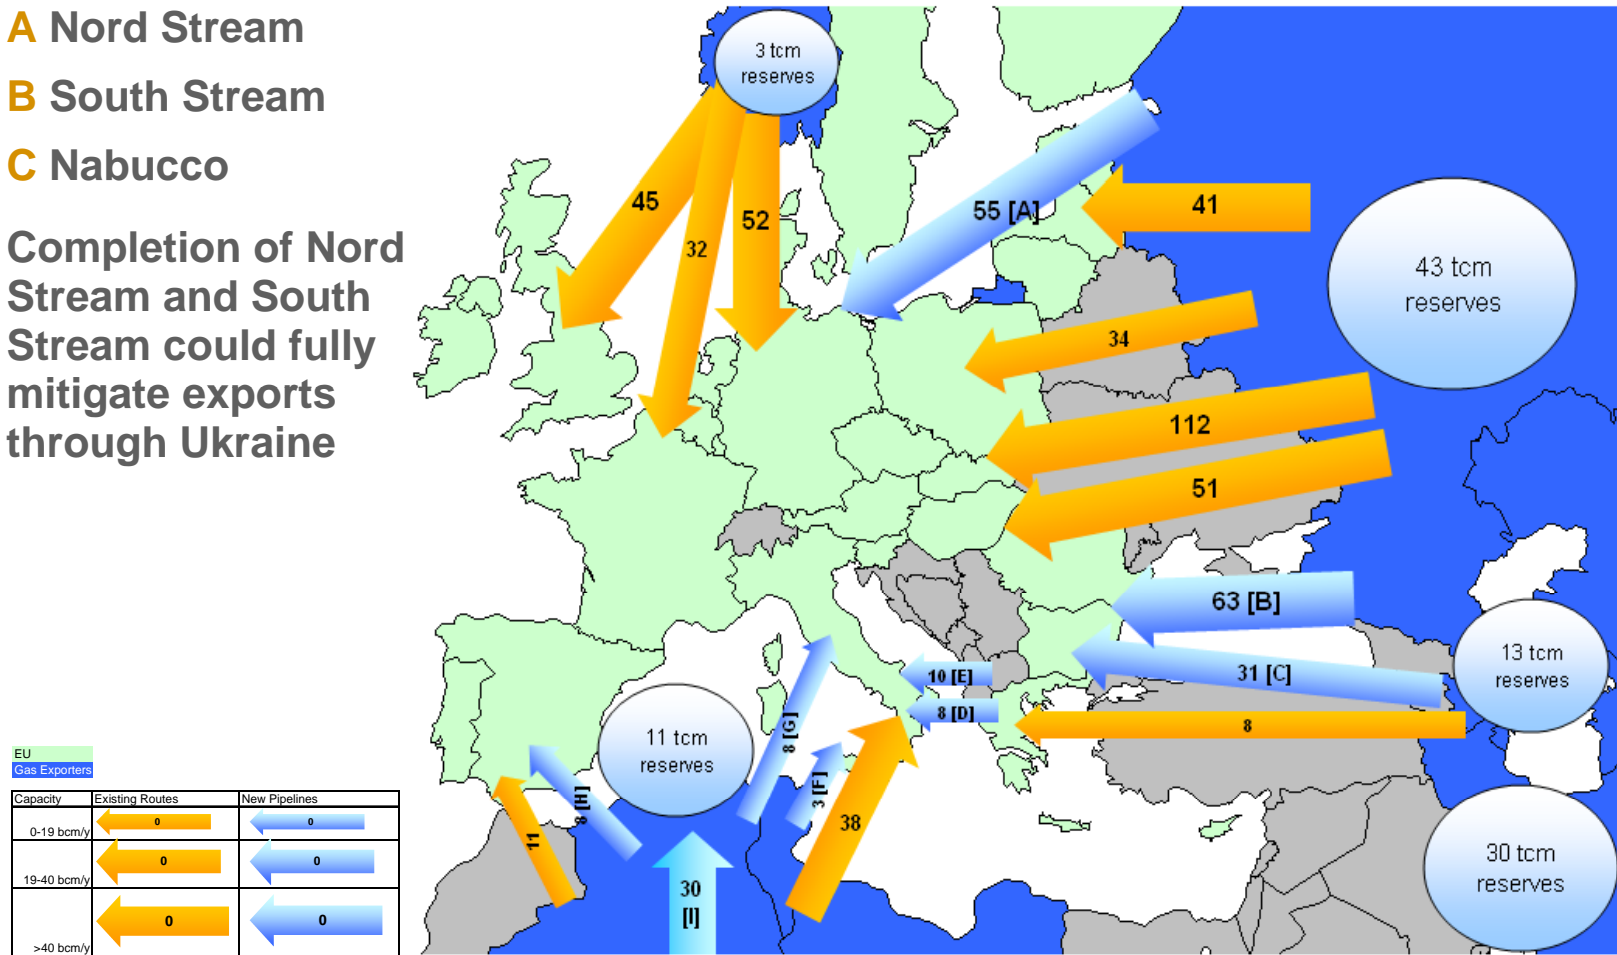 A Nord Stream
B South Stream
C Nabucco
Completion of Nord
Stream and South
Stream could fully
mitigate exports
through Ukraine
3 tcm
reserves
45
32
52
55 [A]
41
43 tcm
reserves
34
112
51
63 [B]
31 [C]
13 tcm
reserves
10 [E]
8 [D]
8
8 [G]
3 [F]
38
11 tcm
reserves
8 [H]
11
30
[I]
30 tcm
reserves
EU
Gas Exporters
Capacity Existing Routes New Pipelines
0-19 bcm/y 0 0
19-40 bcm/y 0 0
>40 bcm/y 0 0